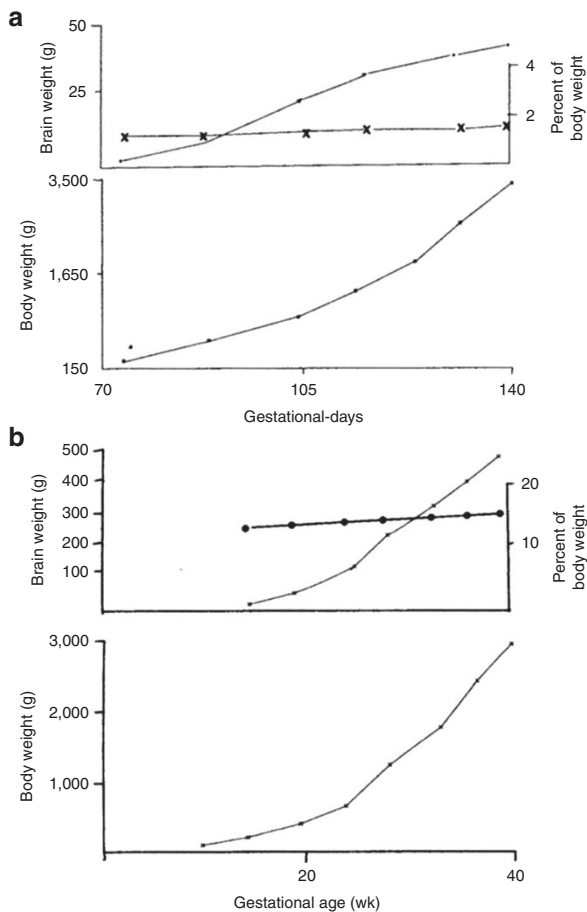 a
50
25
Brain weight (g)
4
2
Percent of
body weight
3,500
1,650
150
Body weight (g)
70
105
140
Gestational-days
b
500
400
300
200
100
Brain weight (g)
20
10
Percent of
body weight
3,000
2,000
1,000
Body weight (g)
20
40
Gestational age (wk)